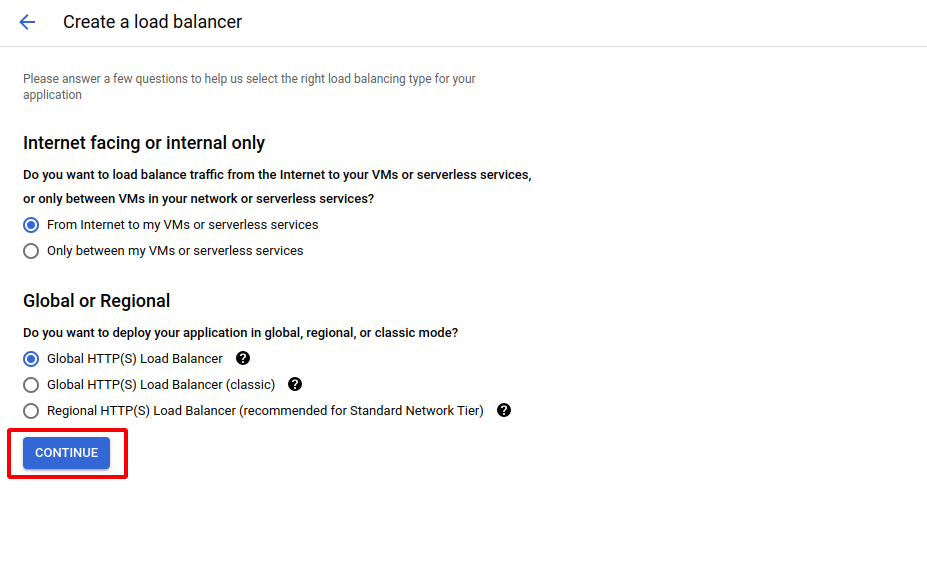 Create a load balancer
Please answer a few questions to help us select the right load balancing type for your
application
Internet facing or internal only
Do you want to load balance traffic from the Internet to your VMs or serverless services,
or only between VMs in your network or serverless services?
From Internet to my VMs or serverless services
Only between my VMs or serverless services
Global or Regional
Do you want to deploy your application in global, regional, or classic mode?
Global HTTP(S) Load Balancer ?
Global HTTP(S) Load Balancer (classic) ?
Regional HTTP(S) Load Balancer (recommended for Standard Network Tier) ?
CONTINUE